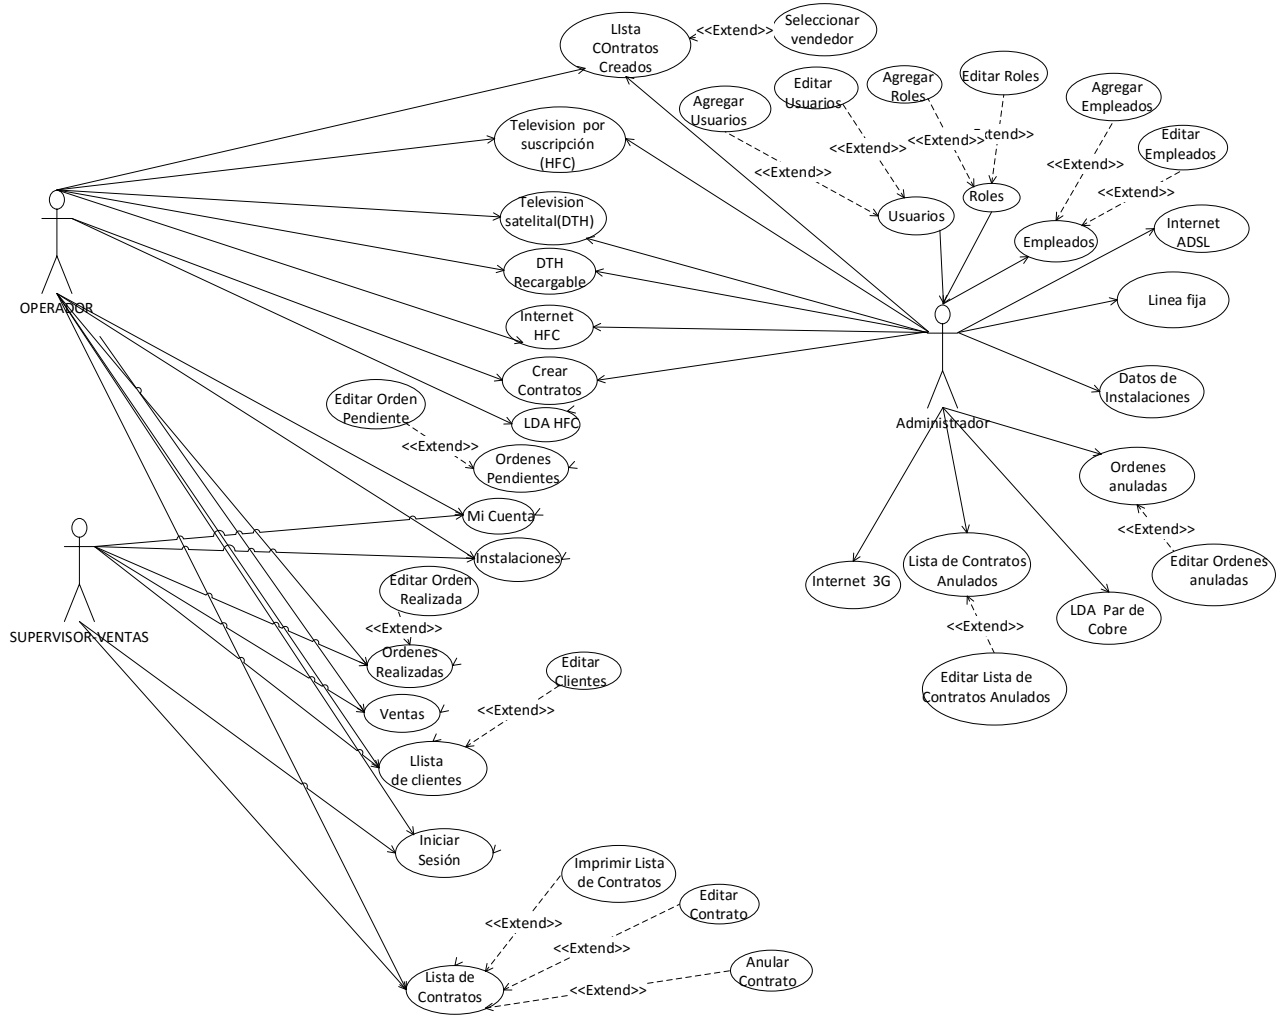 LIsta
COntratos
Creados
<<Extend>>
Seleccionar
vendedor
Television por
suscripción
(HFC)
Television
satelital(DTH)
DTH
Recargable
Internet
HFC
Crear
Contratos
LDA HFC
Editar Orden
Pendiente
<<Extend>>
Ordenes
Pendientes
Mi Cuenta
Instalaciones
Editar Orden
Realizada
<<Extend>>
Ordenes
Realizadas
Ventas
Editar
Clientes
<<Extend>>
Llista
de clientes
Iniciar
Sesión
Imprimir Lista
de Contratos
<<Extend>>
Editar
Contrato
<<Extend>>
Anular
Contrato
<<Extend>>
Lista de
Contratos
OPERADOR
SUPERVISOR-VENTAS
Agregar
Usuarios
<<Extend>>
Editar
Usuarios
<<Extend>>
Usuarios
Agregar
Roles
<<Extend>>
Editar Roles
Roles
Agregar
Empleados
<<Extend>>
Editar
Empleados
<<Extend>>
Empleados
Internet
ADSL
Linea fija
Datos de
Instalaciones
Administrador
Ordenes
anuladas
<<Extend>>
Editar Ordenes
anuladas
Internet 3G
Lista de Contratos
Anulados
<<Extend>>
Editar Lista de
Contratos Anulados
LDA Par de
Cobre